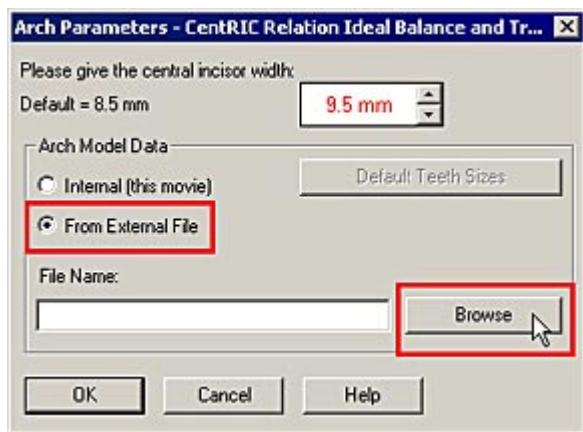 Arch Parameters - CentRIC Relation Ideal Balance and Tr...
Please give the central incisor width:
Default = 8.5 mm
9.5 mm
Arch Model Data
Internal (this movie)
Default Teeth Sizes
From External File
File Name:
Browse
OK
Cancel
Help